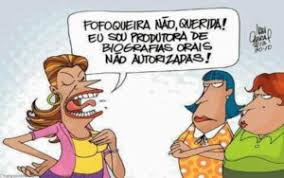 FOFOQUEIRA NÃO, QUERIDA!
EU SOU PRODUTORA DE
BIOGRAFIAS ORAIS
NÃO AUTORIZADAS!